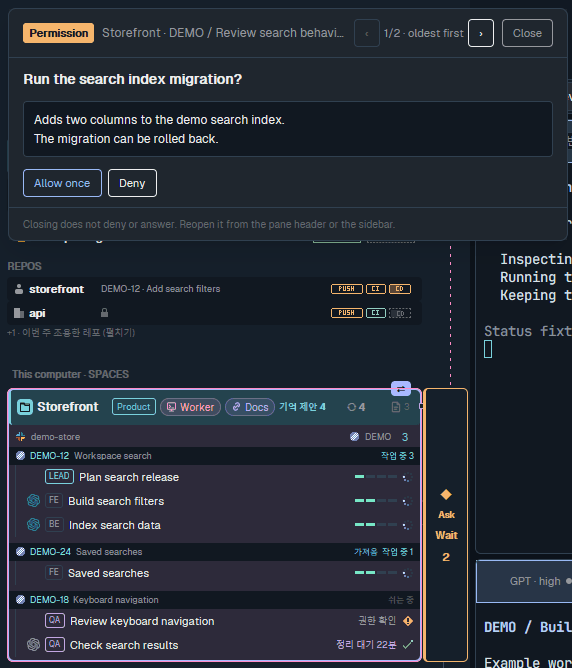 Permission Storefront · DEMO / Review search behavi... ‹ 1/2 · oldest first › Close
Run the search index migration?
Adds two columns to the demo search index.
The migration can be rolled back.
Allow once Deny
Closing does not deny or answer. Reopen it from the pane header or the sidebar.
REPOS
storefront DEMO-12 · Add search filters PUSH CI CD
api PUSH CI CD
+1 · 이번 주 조용한 레포 (펼치기)
Inspectin
Running t
Keeping t
Status fixt
This computer · SPACES
Storefront Product Worker Docs 기억 제안 4 4 3
demo-store DEMO 3
DEMO-12 Workspace search 작업 중 3
LEAD Plan search release
FE Build search filters
BE Index search data
DEMO-24 Saved searches 가져옴 작업 중 1
FE Saved searches
DEMO-18 Keyboard navigation 쉬는 중
QA Review keyboard navigation 권한 확인
QA Check search results 정리 대기 22분
Ask
Wait
2
GPT · high
DEMO / Buil
Example wor